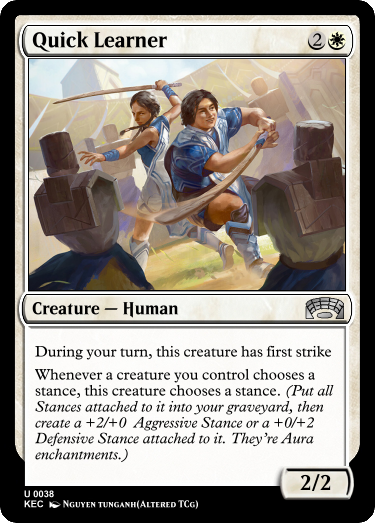 Quick Learner 2
Creature — Human
During your turn, this creature has first strike
Whenever a creature you control chooses a
stance, this creature chooses a stance. (Put all
Stances attached to it into your graveyard, then
create a +2/+0 Aggressive Stance or a +0/+2
Defensive Stance attached to it. They're Aura
enchantments.)
2/2
U 0038
KEC Nguyen tunganh(Altered TCg)